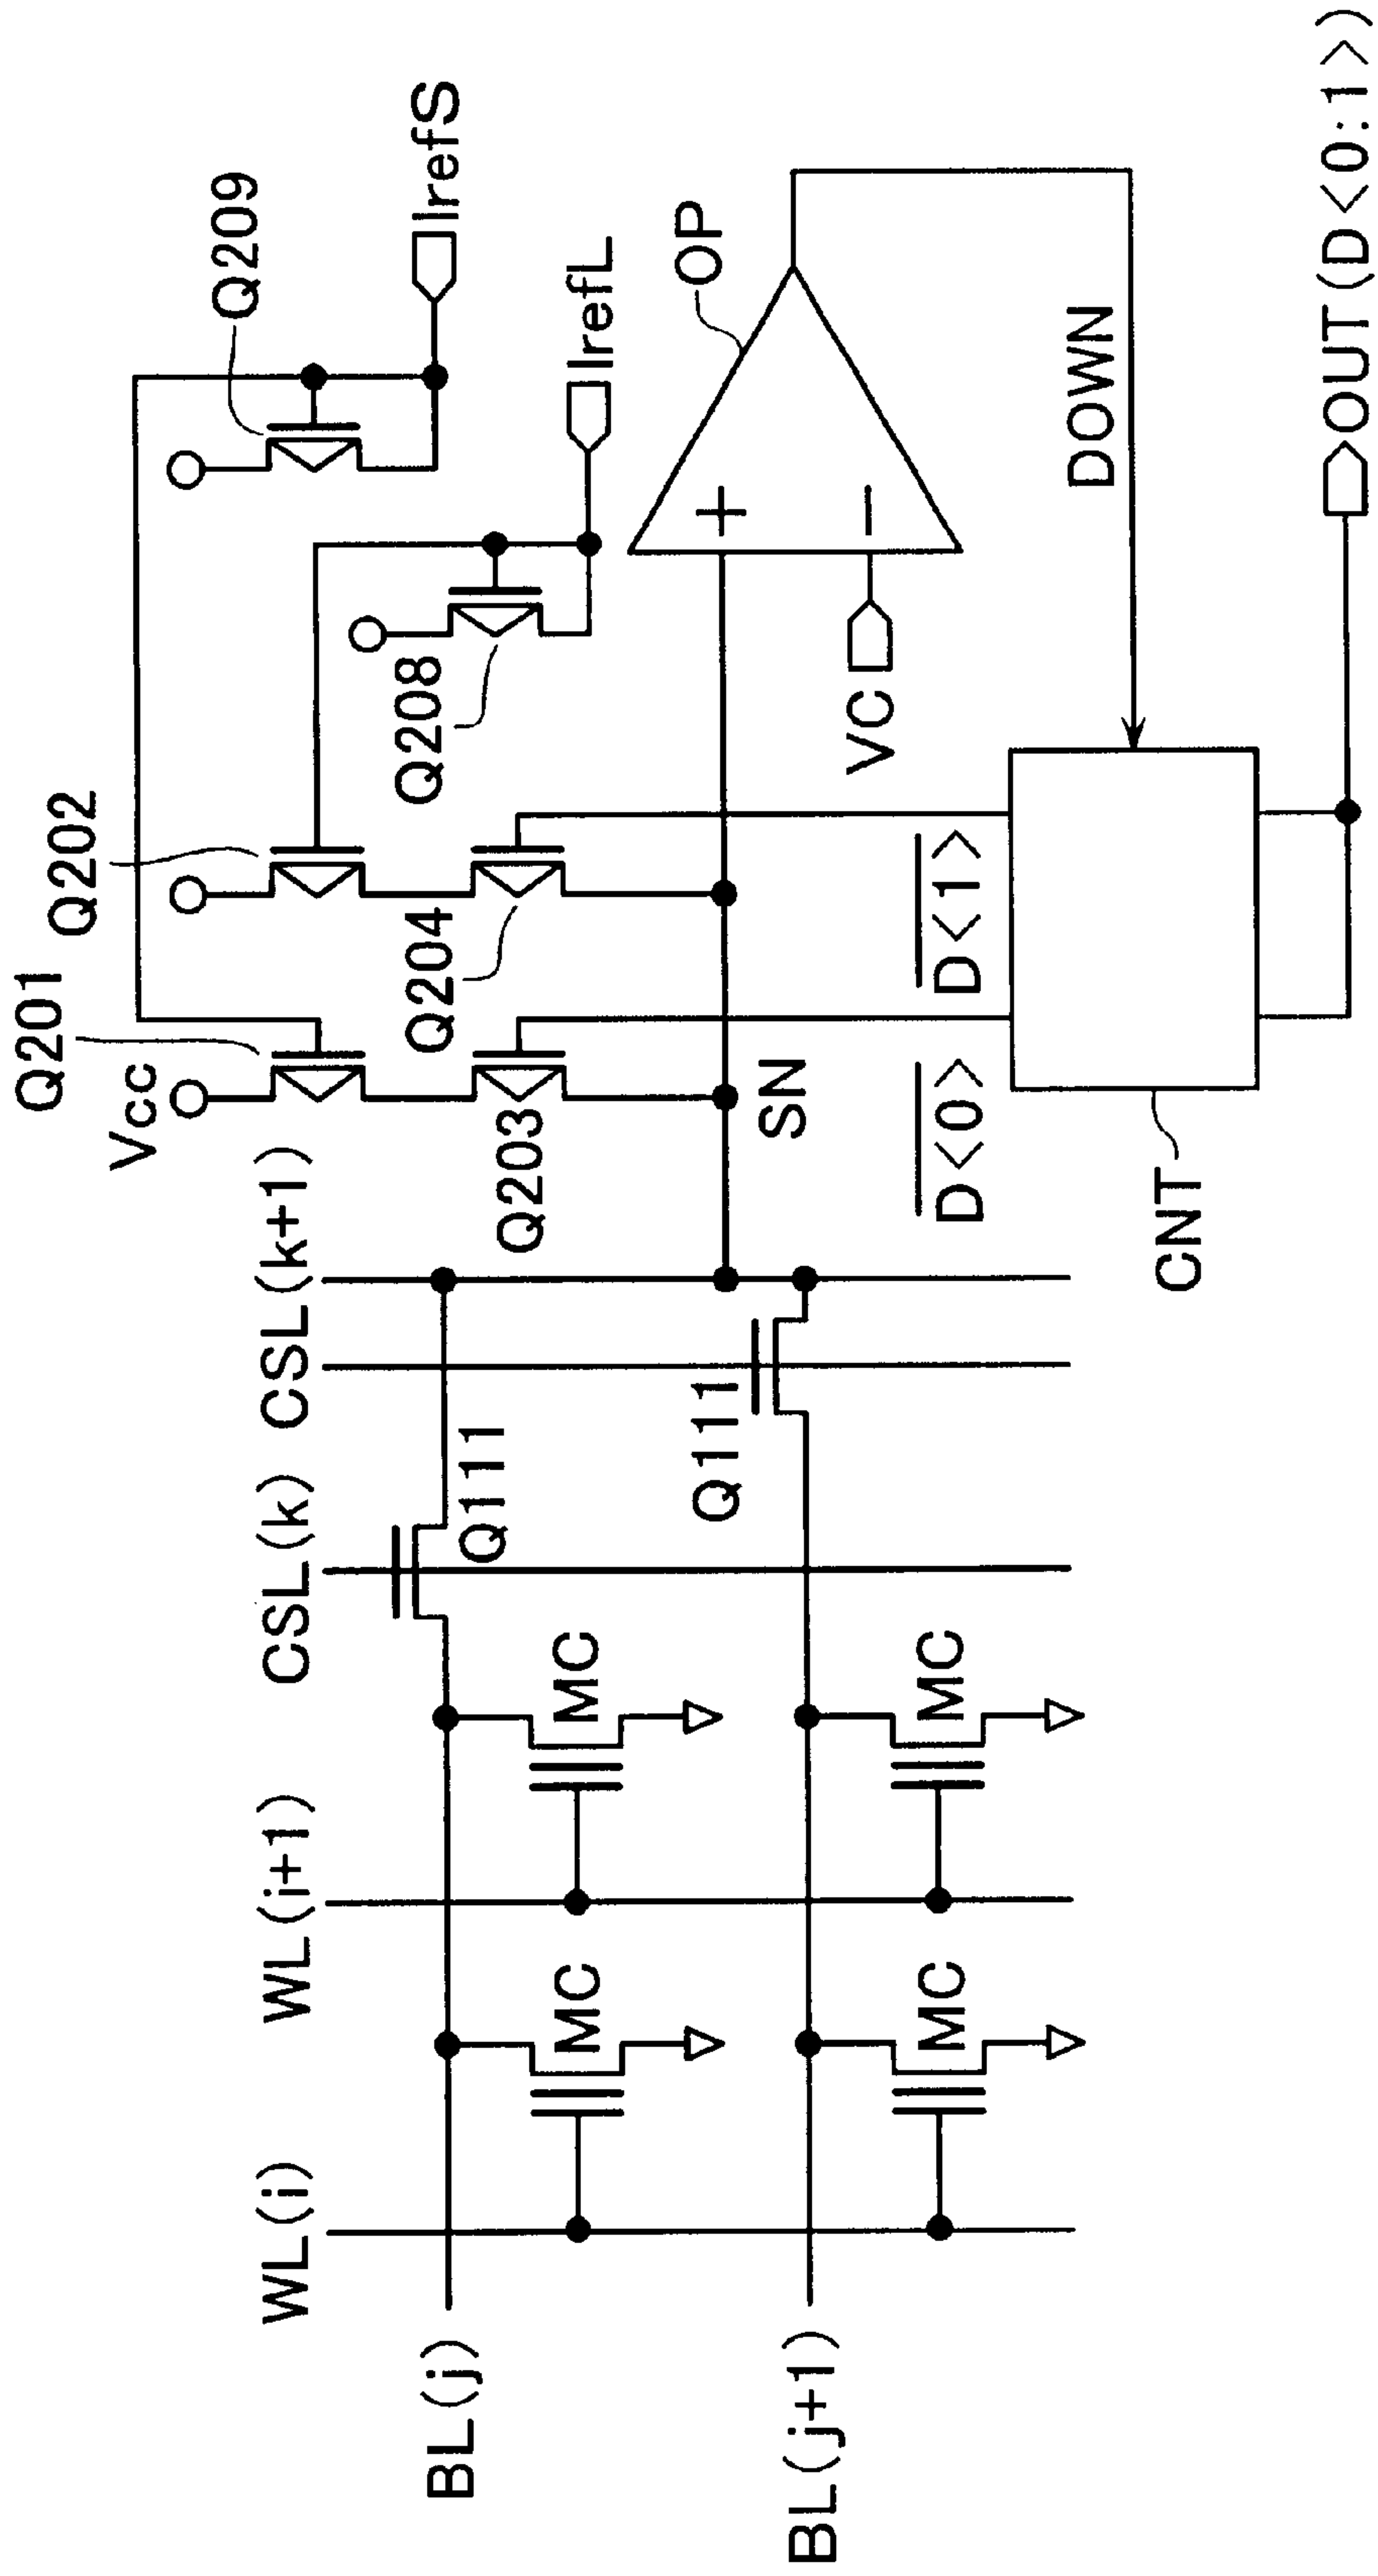 WL(i)
WL(i+1)
CSL(k)
CSL(k+1)
Vcc
Q201
Q202
Q209
IrefS
BL(j)
MC
MC
Q111
Q203
Q204
Q208
IrefL
OP
SN
+
−
VC
BL(j+1)
MC
MC
Q111
D<0>
D<1>
DOWN
CNT
OUT(D<0:1>)